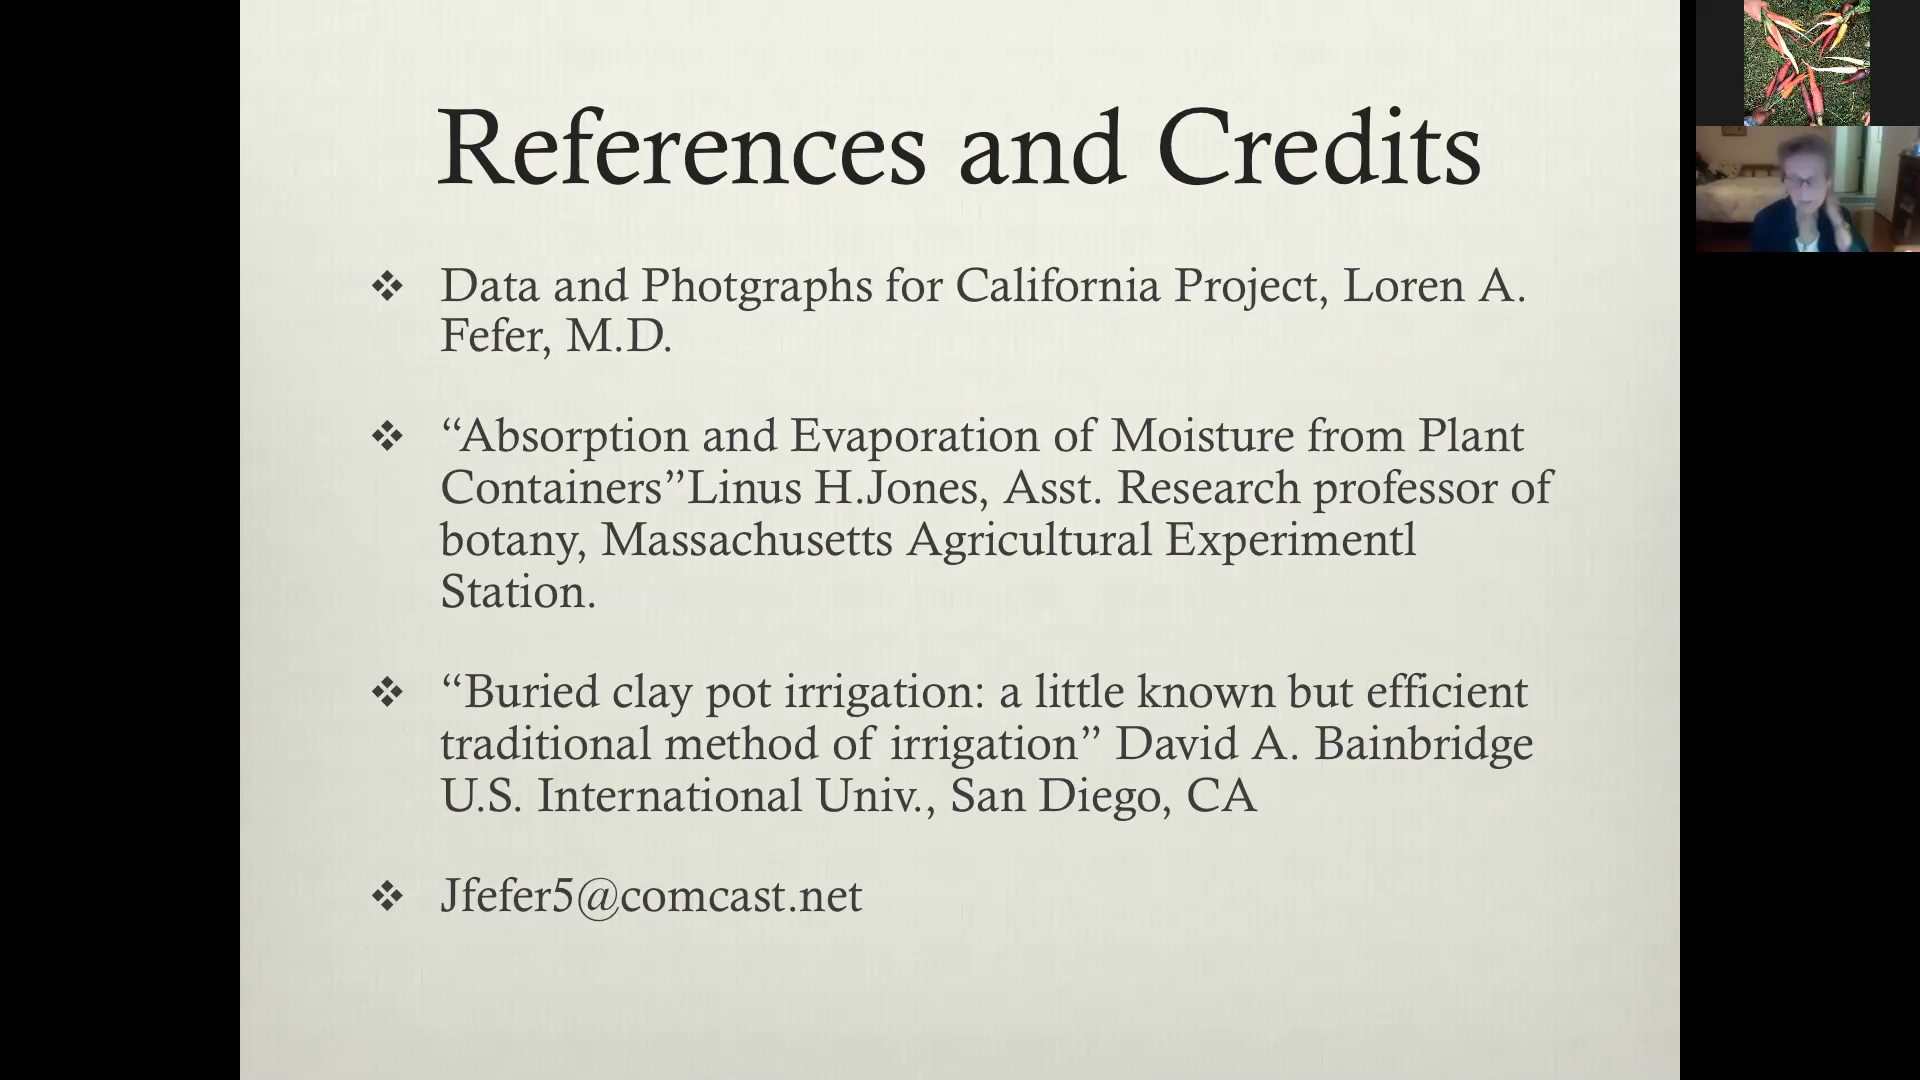 References and Credits
❖ Data and Photgraphs for California Project, Loren A.
Fefer, M.D.
❖ “Absorption and Evaporation of Moisture from Plant
Containers”Linus H.Jones, Asst. Research professor of
botany, Massachusetts Agricultural Experimentl
Station.
❖ “Buried clay pot irrigation: a little known but efficient
traditional method of irrigation” David A. Bainbridge
U.S. International Univ., San Diego, CA
❖ Jfefer5@comcast.net